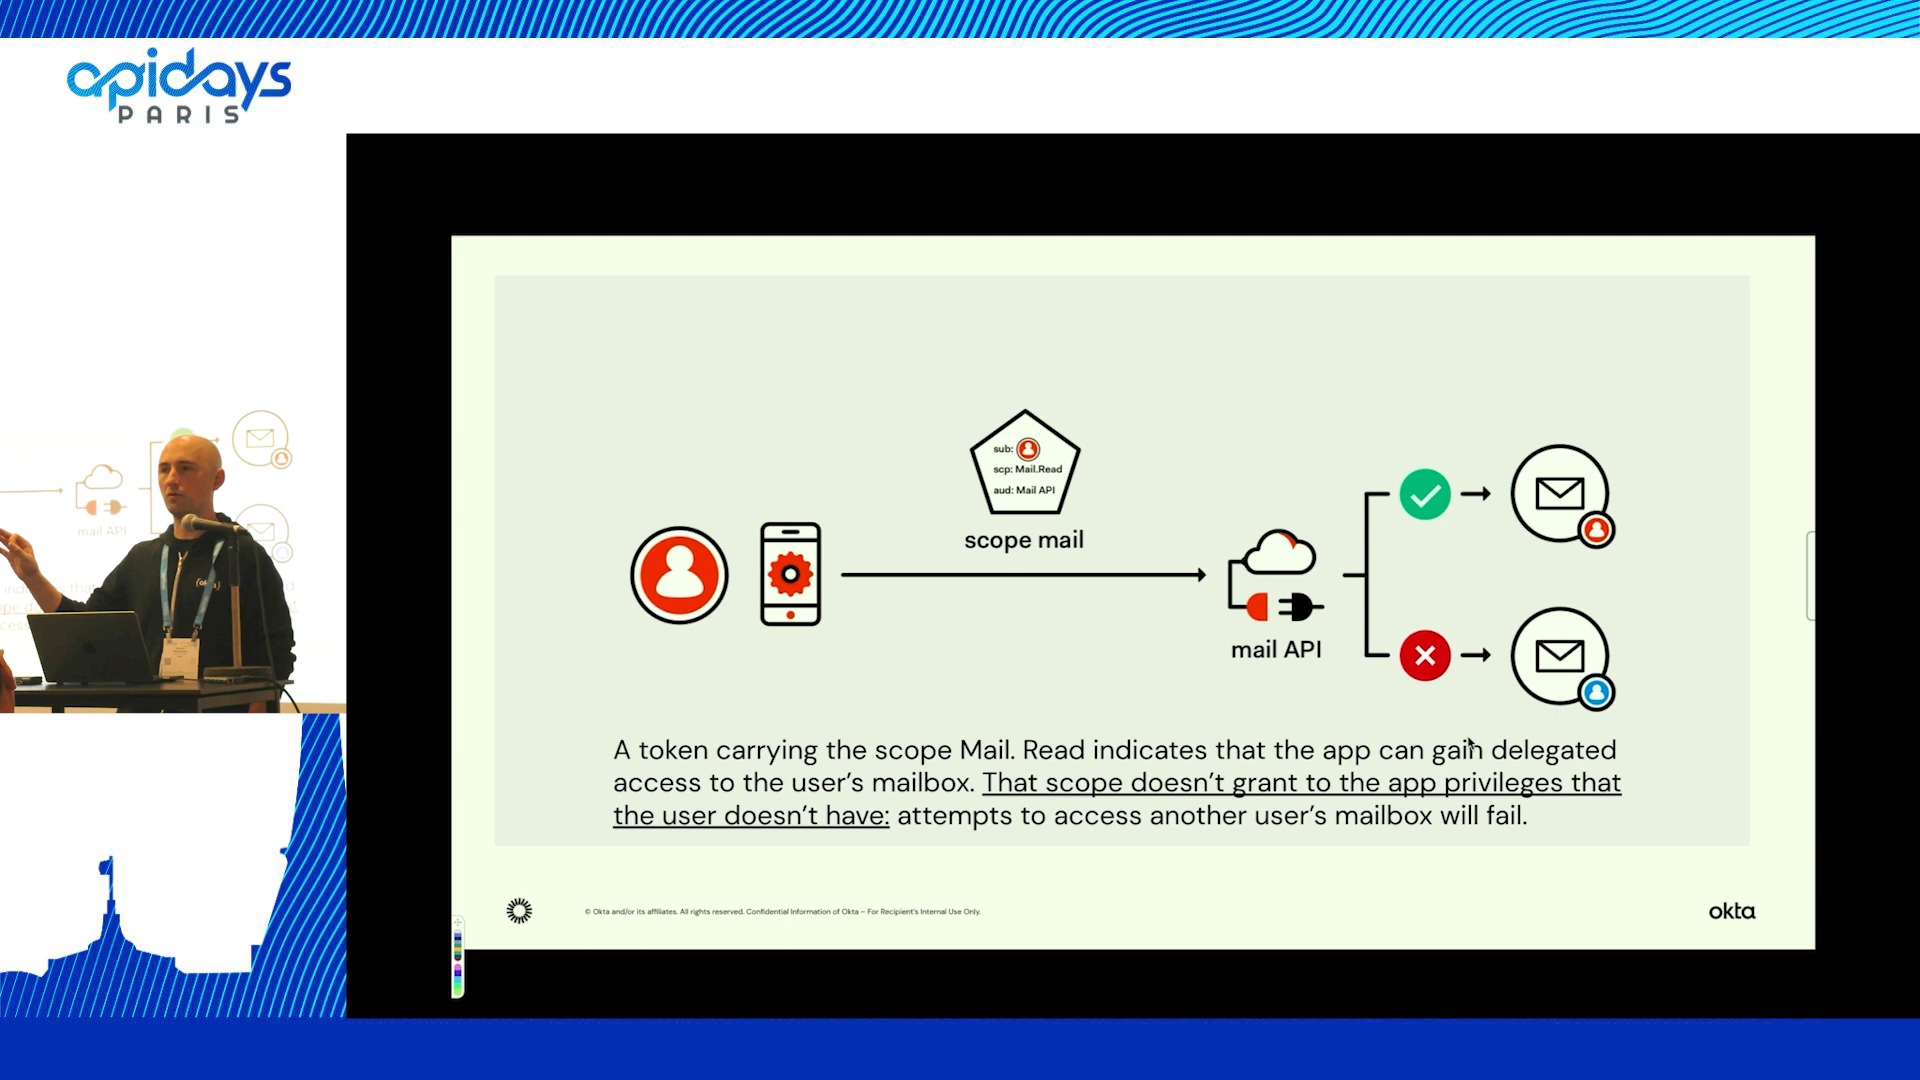 apidays
PARIS
sub:
scp: Mail.Read
aud: Mail API
scope mail
mail API
A token carrying the scope Mail. Read indicates that the app can gain delegated
access to the user's mailbox. That scope doesn't grant to the app privileges that
the user doesn't have: attempts to access another user's mailbox will fail.
© Okta and/or its affiliates. All rights reserved. Confidential Information of Okta – For Recipient's Internal Use Only.
okta
mail API